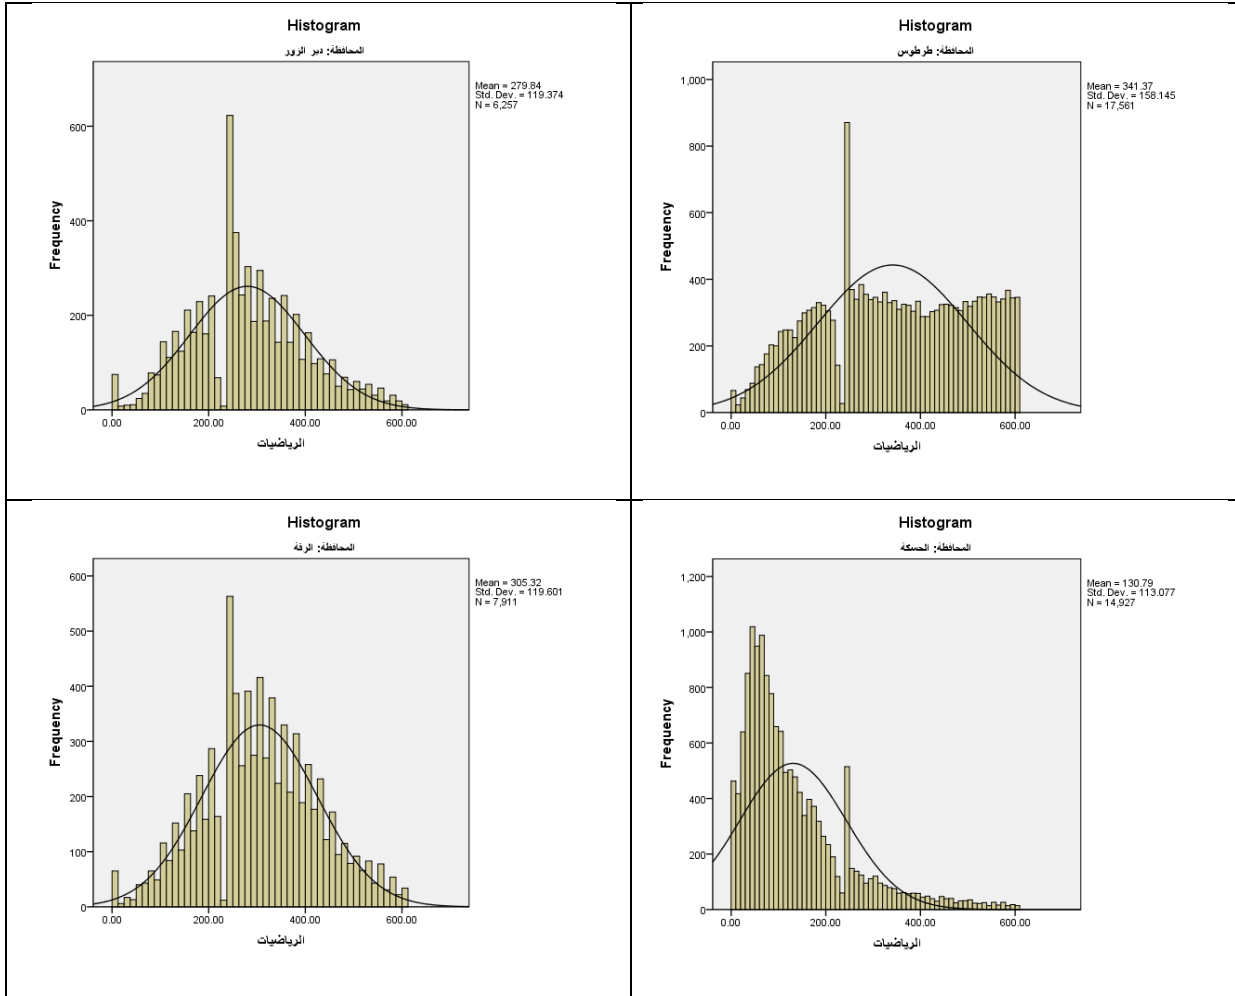 Histogram
المحافظة: دير الزور
Mean = 279.84
Std. Dev. = 119.374
N = 6,257
Frequency
600
400
200
0
0.00 200.00 400.00 600.00
الرياضيات
Histogram
المحافظة: طرطوس
Mean = 341.37
Std. Dev. = 158.145
N = 17,561
Frequency
1,000
800
600
400
200
0
0.00 200.00 400.00 600.00
الرياضيات
Histogram
المحافظة: الرقة
Mean = 305.32
Std. Dev. = 119.601
N = 7,911
Frequency
600
500
400
300
200
100
0
0.00 200.00 400.00 600.00
الرياضيات
Histogram
المحافظة: الحسكة
Mean = 130.79
Std. Dev. = 113.077
N = 14,927
Frequency
1,200
1,000
800
600
400
200
0
0.00 200.00 400.00 600.00
الرياضيات